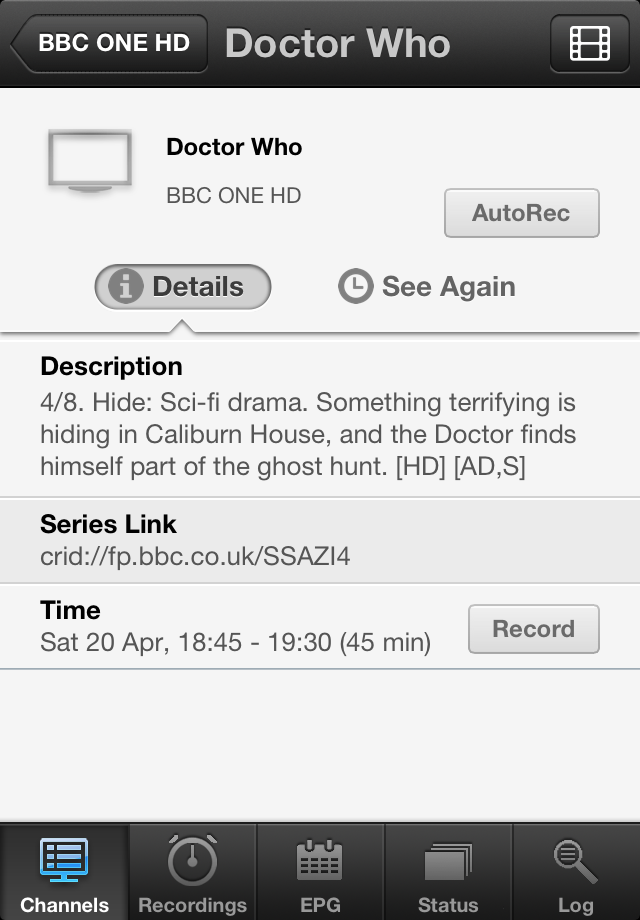 BBC ONE HD
Doctor Who
Doctor Who
BBC ONE HD
AutoRec
Details
See Again
Description
4/8. Hide: Sci-fi drama. Something terrifying is
hiding in Caliburn House, and the Doctor finds
himself part of the ghost hunt. [HD] [AD,S]
Series Link
crid://fp.bbc.co.uk/SSAZI4
Time
Sat 20 Apr, 18:45 - 19:30 (45 min)
Record
Channels
Recordings
EPG
Status
Log